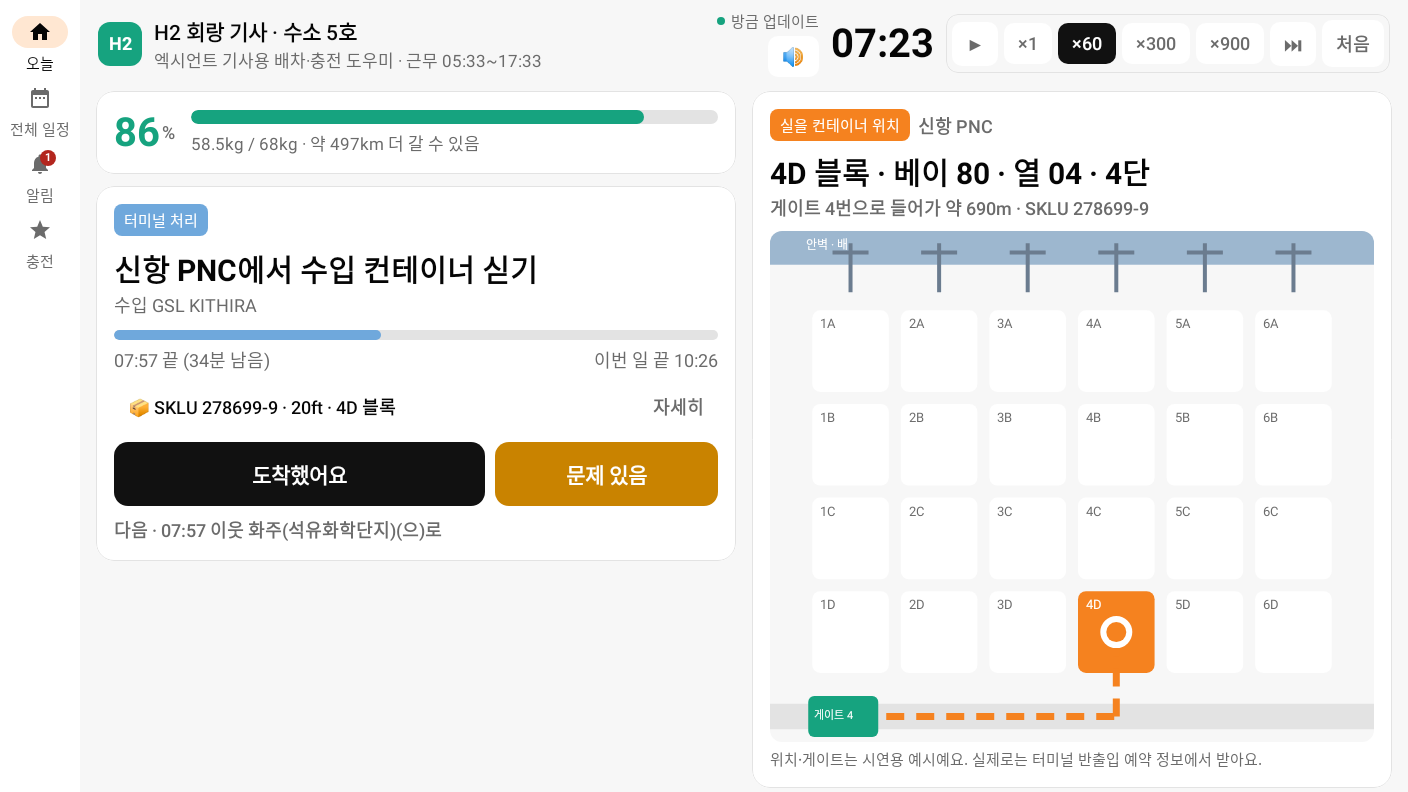 오늘
전체 일정
1
알림
충전
H2
H2 회랑 기사 · 수소 5호
엑시언트 기사용 배차·충전 도우미 · 근무 05:33~17:33
방금 업데이트
07:23
×1
×60
×300
×900
처음
86%
58.5kg / 68kg · 약 497km 더 갈 수 있음
터미널 처리
신항 PNC에서 수입 컨테이너 싣기
수입 GSL KITHIRA
07:57 끝 (34분 남음)
이번 일 끝 10:26
SKLU 278699-9 · 20ft · 4D 블록
자세히
도착했어요
문제 있음
다음 · 07:57 이웃 화주(석유화학단지)(으)로
실을 컨테이너 위치
신항 PNC
4D 블록 · 베이 80 · 열 04 · 4단
게이트 4번으로 들어가 약 690m · SKLU 278699-9
안벽 · 배
1A 2A 3A 4A 5A 6A
1B 2B 3B 4B 5B 6B
1C 2C 3C 4C 5C 6C
1D 2D 3D 4D 5D 6D
게이트 4
위치·게이트는 시연용 예시예요. 실제로는 터미널 반출입 예약 정보에서 받아요.